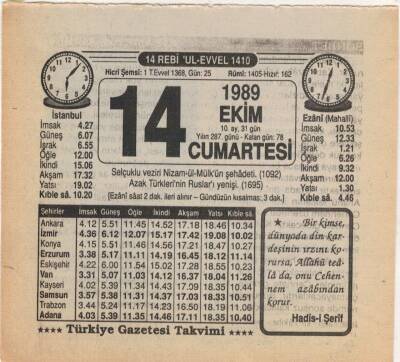 14 REBİ 'UL-EVVEL 1410
Hicrî Şemsî: 1 T.Evvel 1368, Gün: 25 Rûmî: 1405-Hızır: 162
İstanbul
İmsak 4.27
Güneş 6.07
İşrak 6.55
Öğle 12.00
İkindi 15.06
Akşam 17.32
Yatsı 19.02
Kıble sâ. 10.20
14
1989
EKİM
10. ay, 31 gün
Yılın 287. günü - Kalan gün: 78
CUMARTESİ
Ezânî (Mahallî)
İmsak 10.53
Güneş 12.33
İşrak 1.21
Öğle 6.26
İkindi 9.32
Akşam 12.00
Yatsı 1.30
Kıble sâ. 4.46
Selçuklu veziri Nizam-ül-Mülk'ün şehâdeti. (1092)
Azak Türkleri'nin Ruslar'ı yenişi. (1695)
[Ezânî sâat 2 dak. ileri alınır – Gündüzün kısalması: 3 dak.]
Şehirler İmsak Güneş Öğle İkindi Akşam Yatsı Kıble sâ.
Ankara 4.12 5.51 11.45 14.52 17.18 18.46 10.34
İzmir 4.36 6.12 12.07 15.17 17.42 19.08 10.02
Konya 4.15 5.51 11.46 14.56 17.21 18.47 10.27
Erzurum 3.38 5.17 11.11 14.19 16.45 18.12 11.14
Eskişehir 4.22 6.00 11.54 15.02 17.28 18.55 10.23
Van 3.31 5.07 11.03 14.12 16.37 18.04 11.26
Kayseri 4.02 5.39 11.34 14.43 17.09 18.35 10.44
Samsun 3.57 5.38 11.31 14.37 17.03 18.33 10.51
Trabzon 3.44 5.24 11.17 14.23 16.50 18.19 11.06
Adana 4.03 5.39 11.35 14.46 17.11 18.35 10.40
★ Bir kimse,
dünyada din kar-
deşinin ırzını ko-
rursa, Allahü teâ-
lâ da, onu Cehen-
nem azâbından
korur.
Hadîs-i Şerîf
★★★★ Türkiye Gazetesi Takvimi ★★★★